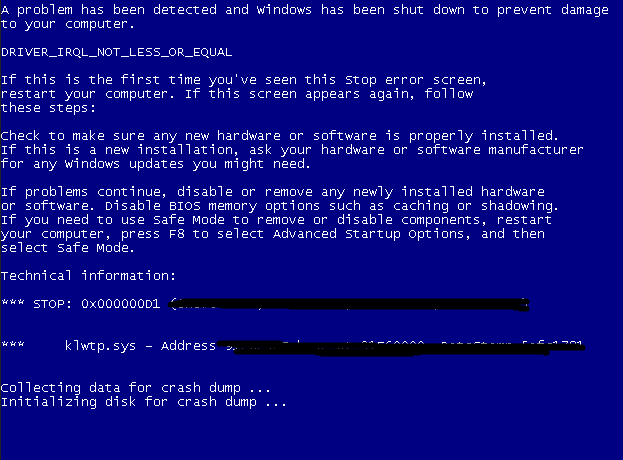 A problem has been detected and Windows has been shut down to prevent damage
to your computer.
DRIVER_IRQL_NOT_LESS_OR_EQUAL
If this is the first time you've seen this Stop error screen,
restart your computer. If this screen appears again, follow
these steps:
Check to make sure any new hardware or software is properly installed.
If this is a new installation, ask your hardware or software manufacturer
for any Windows updates you might need.
If problems continue, disable or remove any newly installed hardware
or software. Disable BIOS memory options such as caching or shadowing.
If you need to use Safe Mode to remove or disable components, restart
your computer, press F8 to select Advanced Startup Options, and then
select Safe Mode.
Technical information:
*** STOP: 0x000000D1
*** klwtp.sys – Address
Collecting data for crash dump ...
Initializing disk for crash dump ...